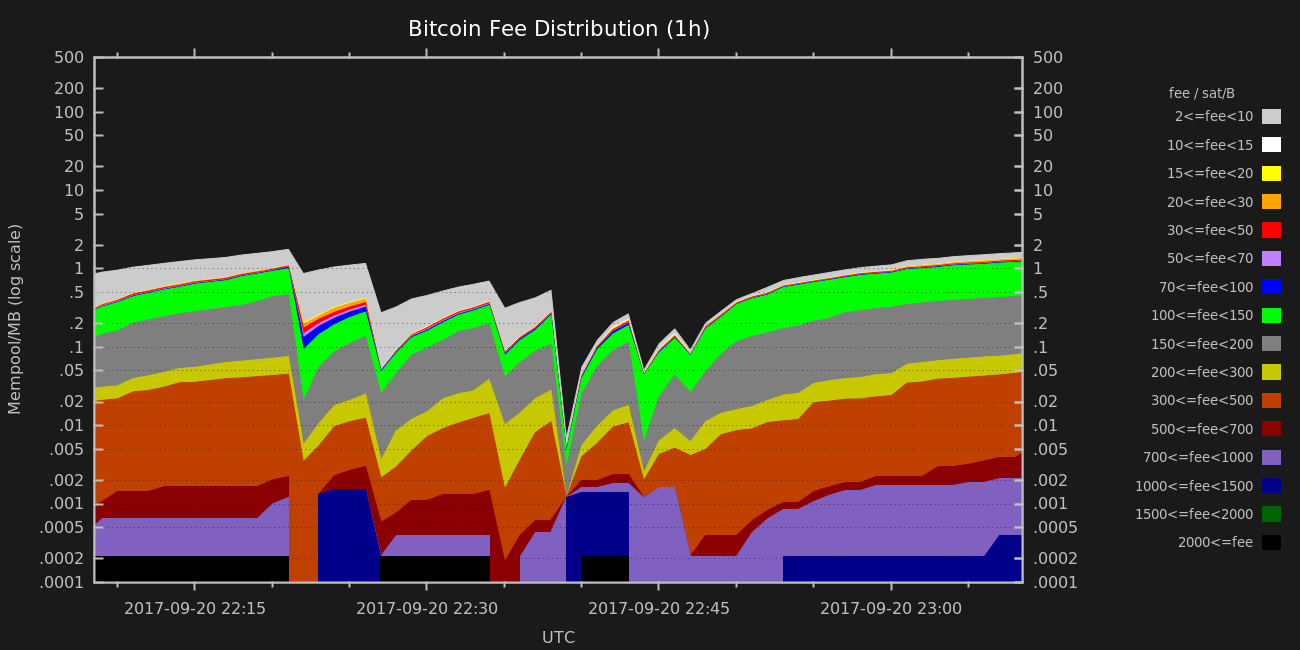 Bitcoin Fee Distribution (1h)
500
200
100
50
20
10
5
2
1
.5
.2
.1
.05
.02
.01
.005
.002
.001
.0005
.0002
.0001
Mempool/MB (log scale)
500
200
100
50
20
10
5
2
1
.5
.2
.1
.05
.02
.01
.005
.002
.001
.0005
.0002
.0001
2017-09-20 22:15
2017-09-20 22:30
2017-09-20 22:45
2017-09-20 23:00
UTC
fee / sat/B
2<=fee<10
10<=fee<15
15<=fee<20
20<=fee<30
30<=fee<50
50<=fee<70
70<=fee<100
100<=fee<150
150<=fee<200
200<=fee<300
300<=fee<500
500<=fee<700
700<=fee<1000
1000<=fee<1500
1500<=fee<2000
2000<=fee